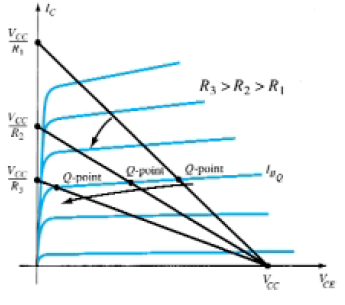 I_C
V_CC
R_1
R_3 > R_2 > R_1
V_CC
R_2
V_CC
R_3
Q-point Q-point Q-point
I_BQ
V_CC V_CE